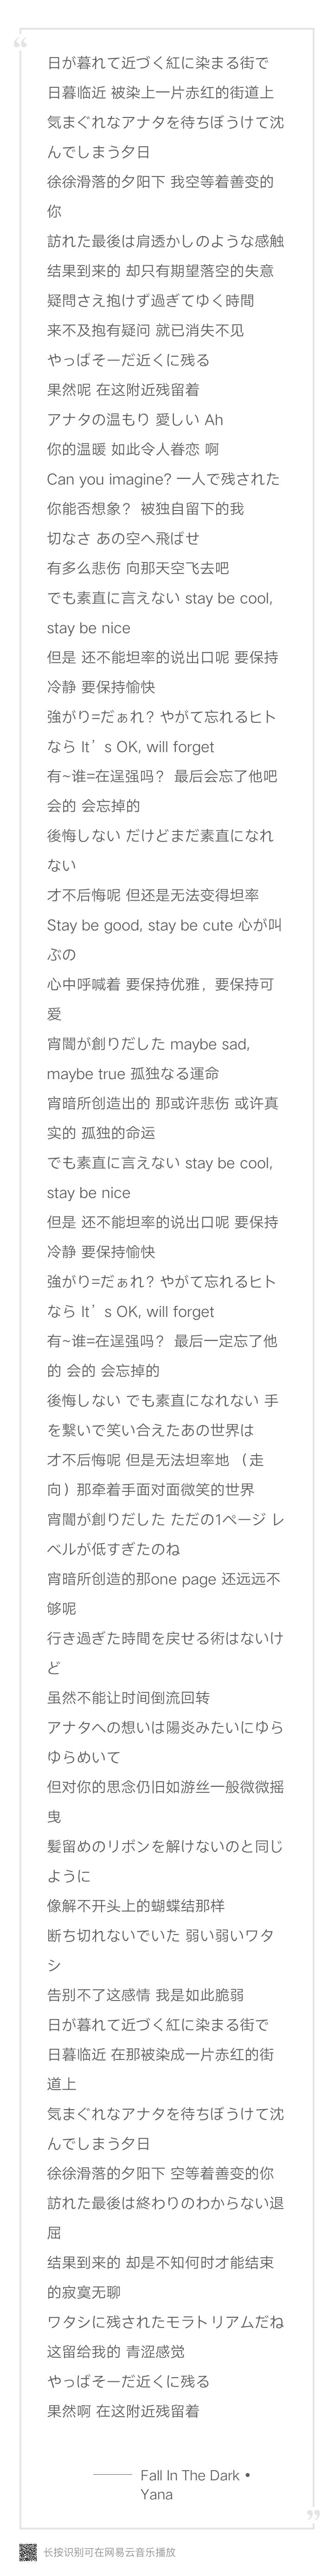 日が暮れて近づく紅に染まる街で
日暮临近 被染上一片赤红的街道上
気まぐれなアナタを待ちぼうけて沈
んでしまう夕日
徐徐滑落的夕阳下 我空等着善变的
你
訪れた最後は肩透かしのような感触
结果到来的 却只有期望落空的失意
疑問さえ抱けず過ぎてゆく時間
来不及抱有疑问 就已消失不见
やっぱそーだ近くに残る
果然呢 在这附近残留着
アナタの温もり 愛しい Ah
你的温暖 如此令人眷恋 啊
Can you imagine? 一人で残された
你能否想象？ 被独自留下的我
切なさ あの空へ飛ばせ
有多么悲伤 向那天空飞去吧
でも素直に言えない stay be cool,
stay be nice
但是 还不能坦率的说出口呢 要保持
冷静 要保持愉快
強がり=だぁれ？やがて忘れるヒト
なら It’s OK, will forget
有~谁=在逞强吗？ 最后会忘了他吧
会的 会忘掉的
後悔しない だけどまだ素直になれ
ない
才不后悔呢 但还是无法变得坦率
Stay be good, stay be cute 心が叫
ぶの
心中呼喊着 要保持优雅，要保持可
爱
宵闇が創りだした maybe sad,
maybe true 孤独なる運命
宵暗所创造出的 那或许悲伤 或许真
实的 孤独的命运
でも素直に言えない stay be cool,
stay be nice
但是 还不能坦率的说出口呢 要保持
冷静 要保持愉快
強がり=だぁれ？やがて忘れるヒト
なら It’s OK, will forget
有~谁=在逞强吗？ 最后一定忘了他
的 会的 会忘掉的
後悔しない でも素直になれない 手
を繋いで笑い合えたあの世界は
才不后悔呢 但是无法坦率地 （走
向）那牵着手面对面微笑的世界
宵闇が創りだした ただの1ページ レ
ベルが低すぎたのね
宵暗所创造的那one page 还远远不
够呢
行き過ぎた時間を戻せる術はないけ
ど
虽然不能让时间倒流回转
アナタへの想いは陽炎みたいにゆら
ゆらめいて
但对你的思念仍旧如游丝一般微微摇
曳
髪留めのリボンを解けないのと同じ
ように
像解不开头上的蝴蝶结那样
断ち切れないでいた 弱い弱いワタ
シ
告别不了这感情 我是如此脆弱
日が暮れて近づく紅に染まる街で
日暮临近 在那被染成一片赤红的街
道上
気まぐれなアナタを待ちぼうけて沈
んでしまう夕日
徐徐滑落的夕阳下 空等着善变的你
訪れた最後は終わりのわからない退
屈
结果到来的 却是不知何时才能结束
的寂寞无聊
ワタシに残されたモラトリアムだね
这留给我的 青涩感觉
やっぱそーだ近くに残る
果然啊 在这附近残留着
Fall In The Dark •
Yana
长按识别可在网易云音乐播放